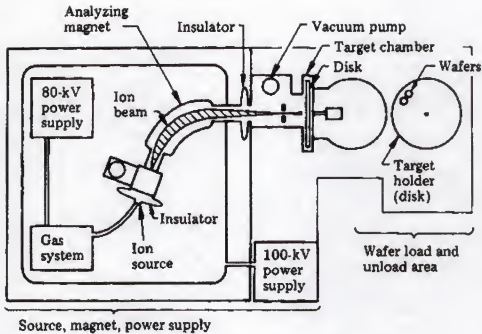 Analyzing
magnet
Insulator
Vacuum pump
Target chamber
Disk
Wafers
80-kV
power
supply
Ion
beam
Target
holder
(disk)
Insulator
Gas
system
Ion
source
100-kV
power
supply
Wafer load and
unload area
Source, magnet, power supply